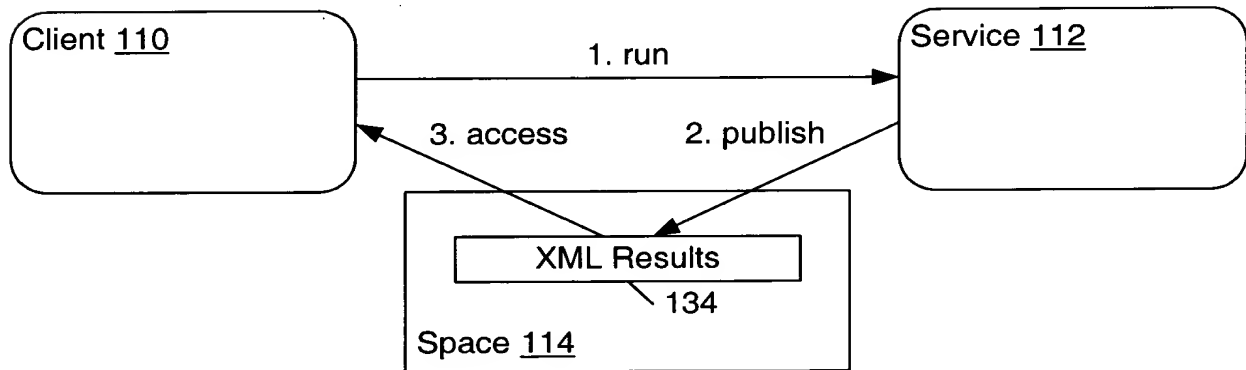 Client 110
Service 112
1. run
3. access
2. publish
XML Results
134
Space 114